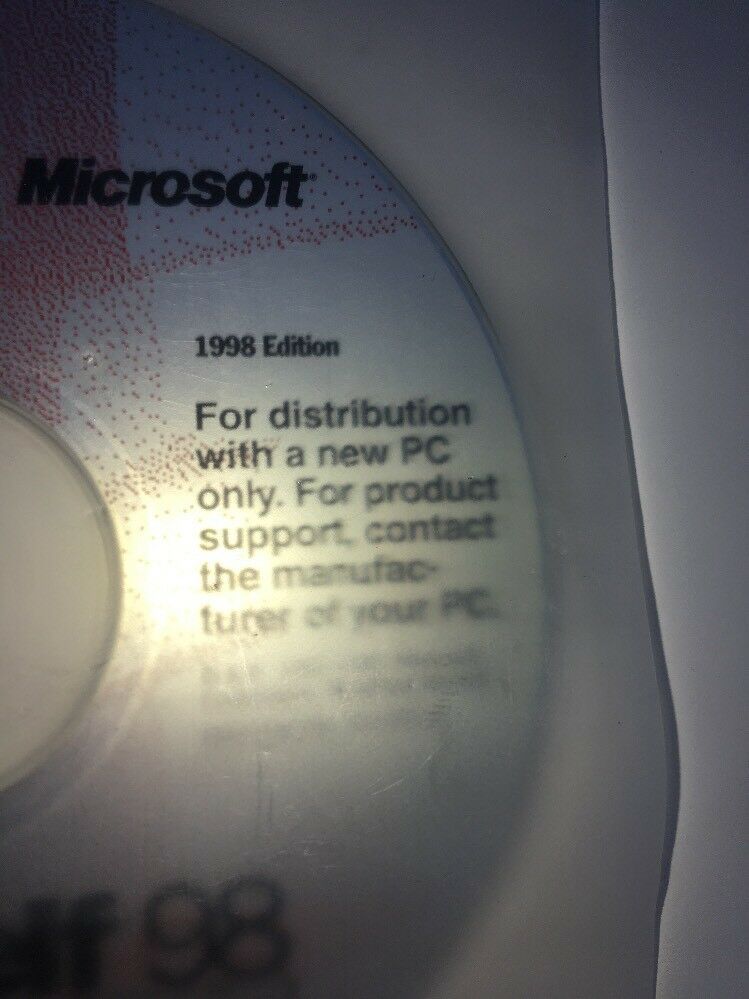 Microsoft
1998 Edition
For distribution
with a new PC
only. For product
support, contact
the manufac-
turer of your PC.
98